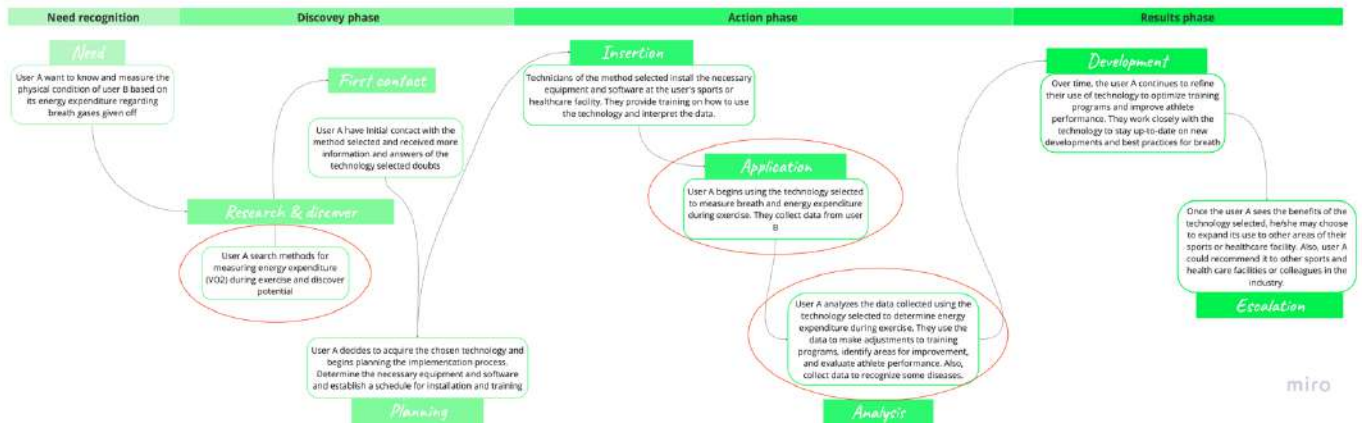 Need recognition
Discovey phase
Action phase
Results phase
Need
User A want to know and measure the
physical condition of user B based on
its energy expenditure regarding
breath gases given off
Research & discover
User A search methods for
measuring energy expenditure
(VO2) during exercise and discover
potential
First contact
User A have Initial contact with the
method selected and received more
information and answers of the
technology selected doubts
User A decides to acquire the chosen technology and
begins planning the implementation process.
Determine the necessary equipment and software
and establish a schedule for installation and training
Planning
Insertion
Technicians of the method selected install the necessary
equipment and software at the user's sports or
healthcare facility. They provide training on how to use
the technology and interpret the data.
Application
User A begins using the technology selected
to measure breath and energy expenditure
during exercise. They collect data from user
B
User A analyzes the data collected using the
technology selected to determine energy
expenditure during exercise. They use the
data to make adjustments to training
programs, identify areas for improvement,
and evaluate athlete performance. Also,
collect data to recognize some diseases.
Analysis
Development
Over time, the user A continues to refine
their use of technology to optimize training
programs and improve athlete
performance. They work closely with the
technology to stay up-to-date on new
developments and best practices for breath
Once the user A sees the benefits of the
technology selected, he/she may choose
to expand its use to other areas of their
sports or healthcare facility. Also, user A
could recommend it to other sports and
health care facilities or colleagues in the
industry.
Escalation
miro